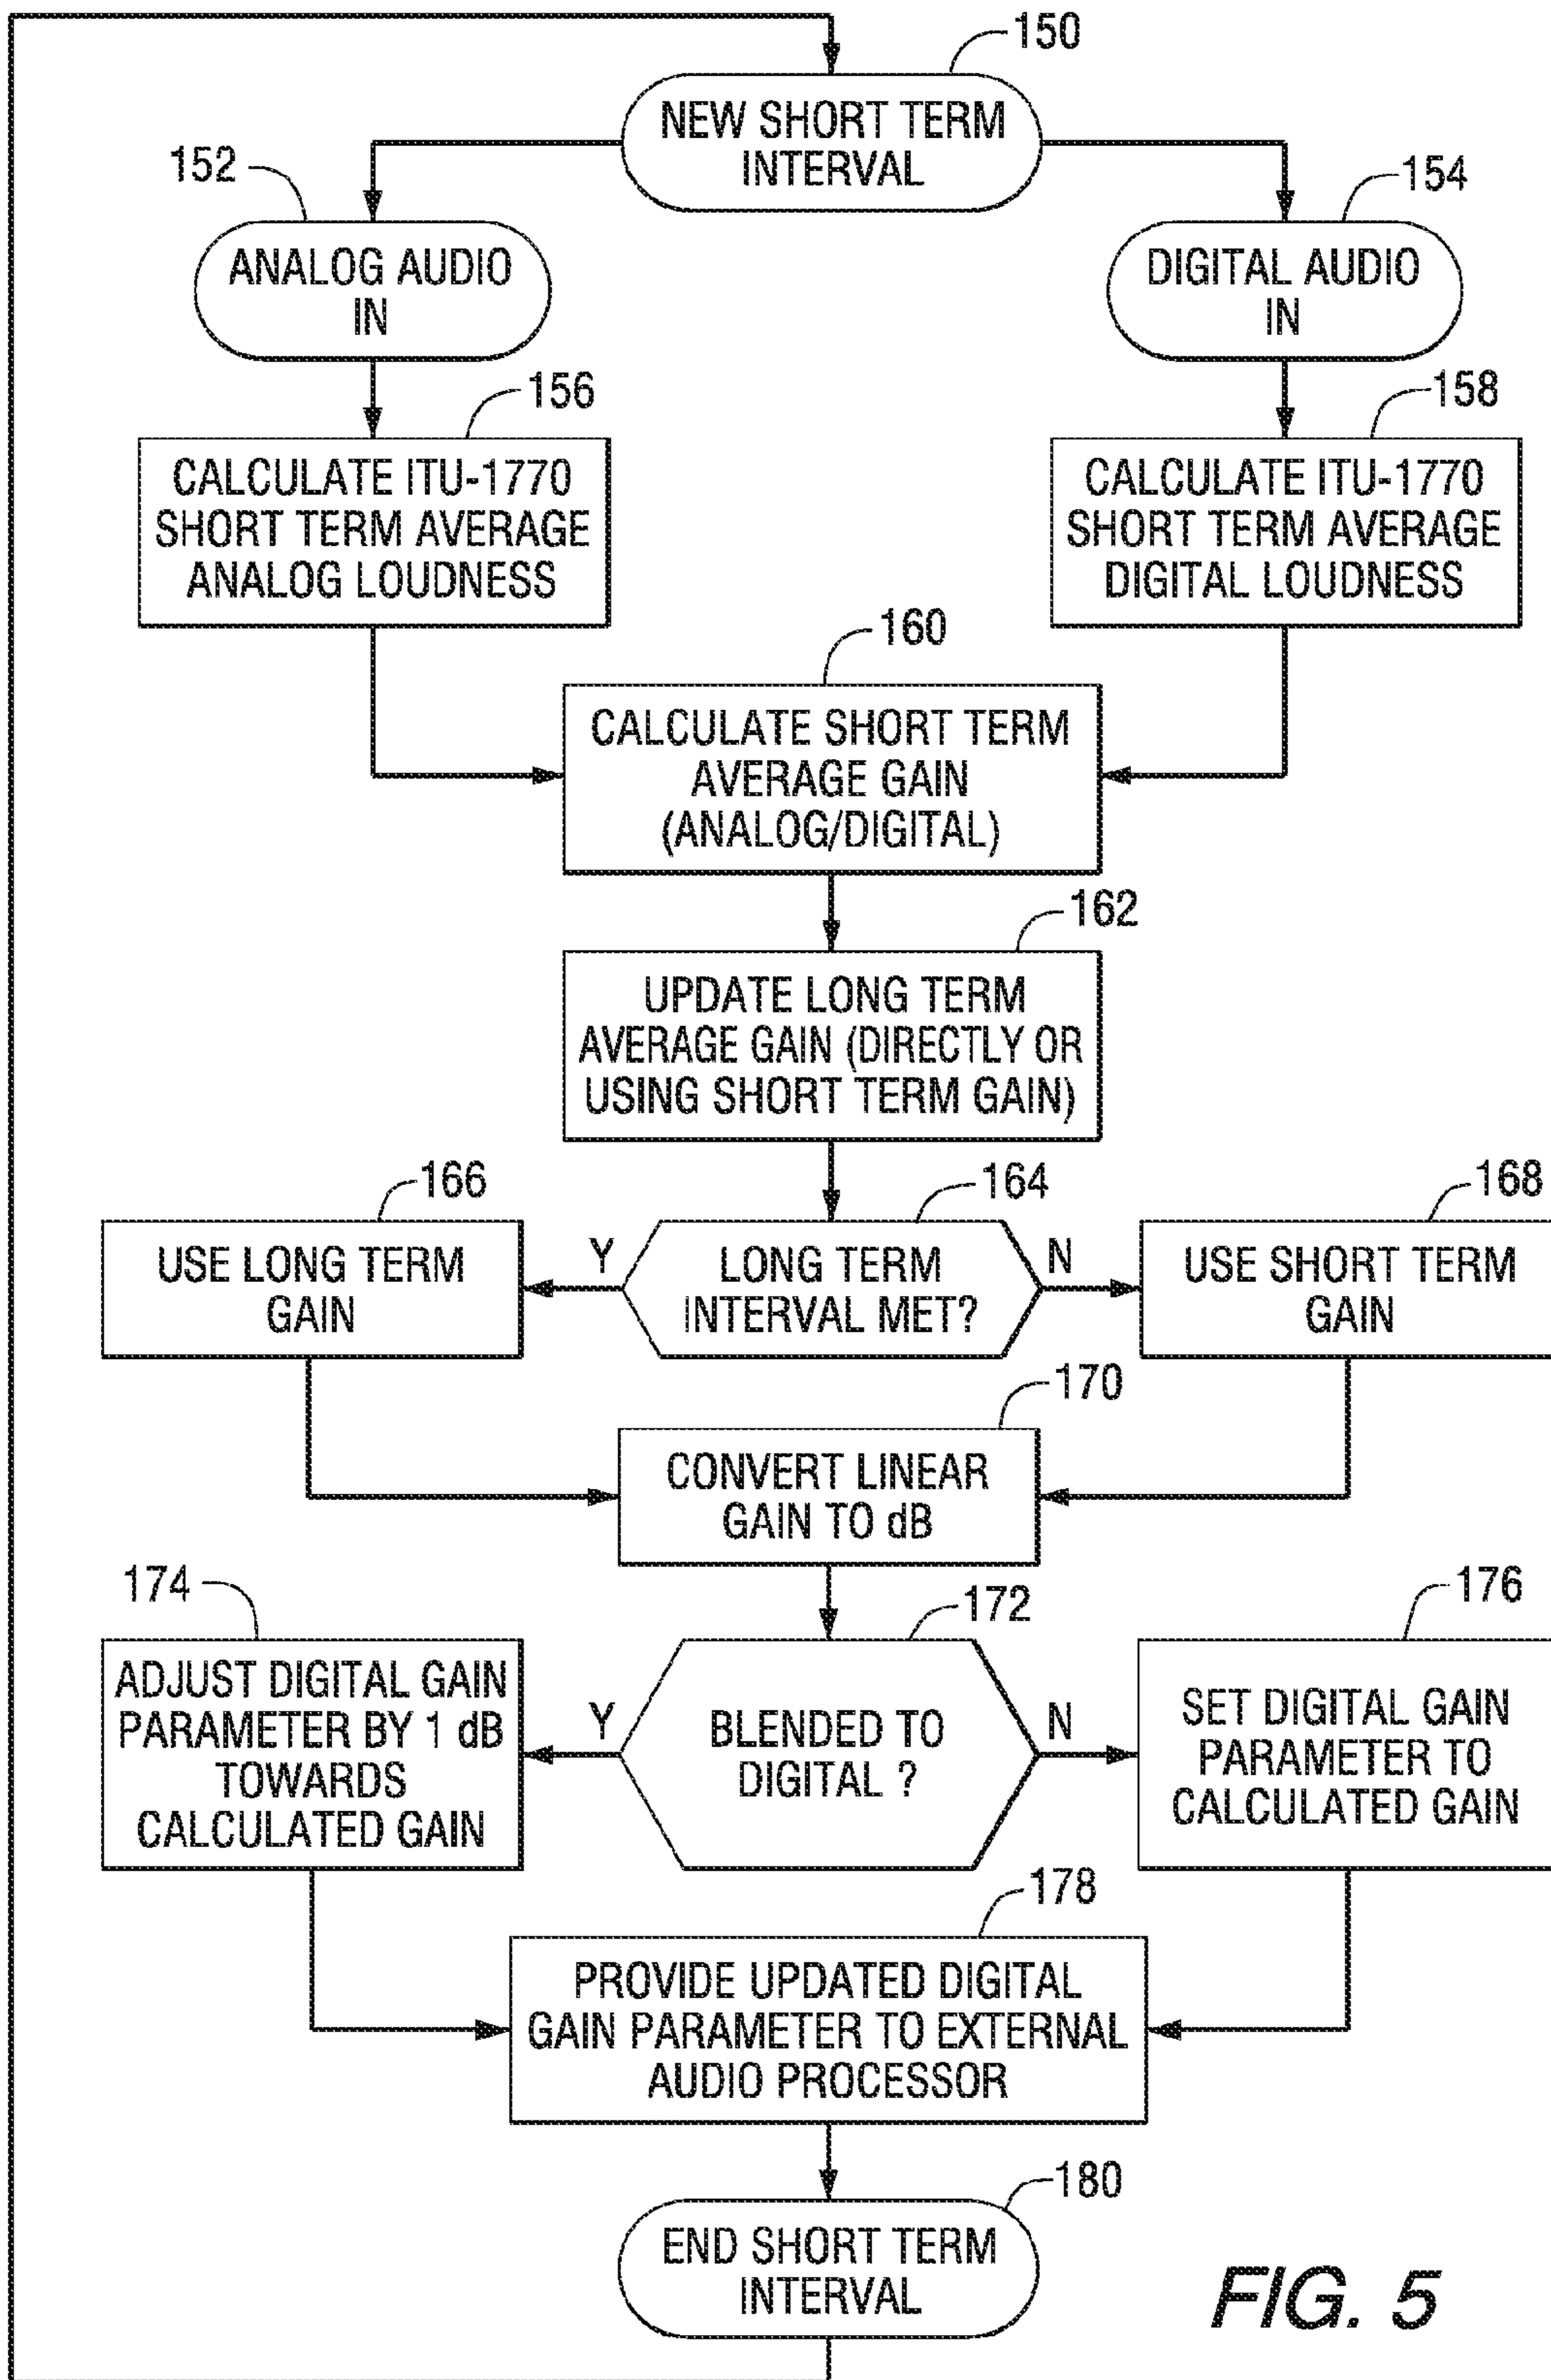 150
NEW SHORT TERM
INTERVAL
152
ANALOG AUDIO
IN
154
DIGITAL AUDIO
IN
156
CALCULATE ITU-1770
SHORT TERM AVERAGE
ANALOG LOUDNESS
158
CALCULATE ITU-1770
SHORT TERM AVERAGE
DIGITAL LOUDNESS
160
CALCULATE SHORT TERM
AVERAGE GAIN
(ANALOG/DIGITAL)
162
UPDATE LONG TERM
AVERAGE GAIN (DIRECTLY OR
USING SHORT TERM GAIN)
164
LONG TERM
INTERVAL MET?
Y
N
166
USE LONG TERM
GAIN
168
USE SHORT TERM
GAIN
170
CONVERT LINEAR
GAIN TO dB
172
BLENDED TO
DIGITAL ?
Y
N
174
ADJUST DIGITAL GAIN
PARAMETER BY 1 dB
TOWARDS
CALCULATED GAIN
176
SET DIGITAL GAIN
PARAMETER TO
CALCULATED GAIN
178
PROVIDE UPDATED DIGITAL
GAIN PARAMETER TO EXTERNAL
AUDIO PROCESSOR
180
END SHORT TERM
INTERVAL
FIG. 5